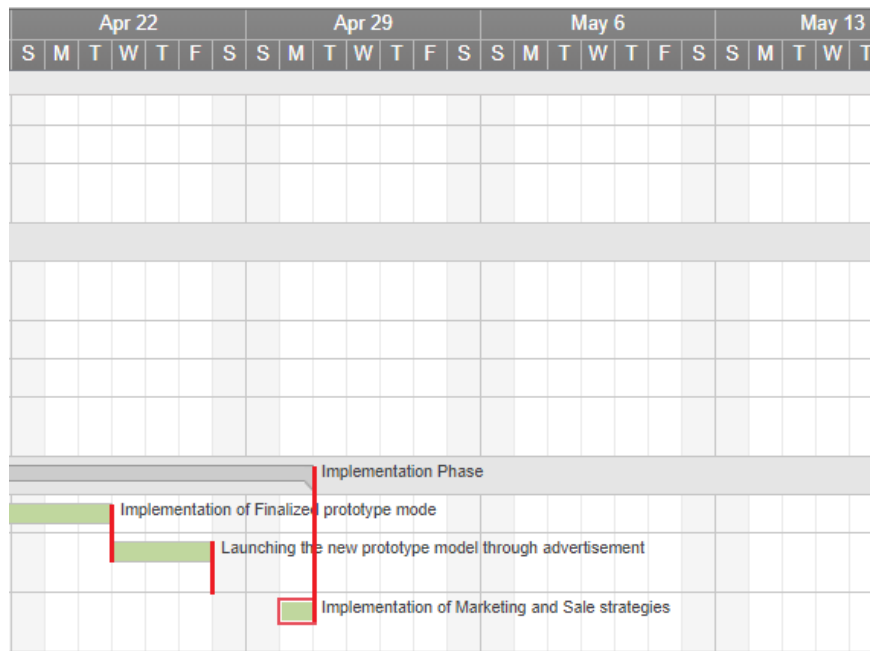 Apr 22 Apr 29 May 6 May 13
S M T W T F S S M T W T F S S M T W T F S S M T W T
Implementation Phase
Implementation of Finalized prototype mode
Launching the new prototype model through advertisement
Implementation of Marketing and Sale strategies